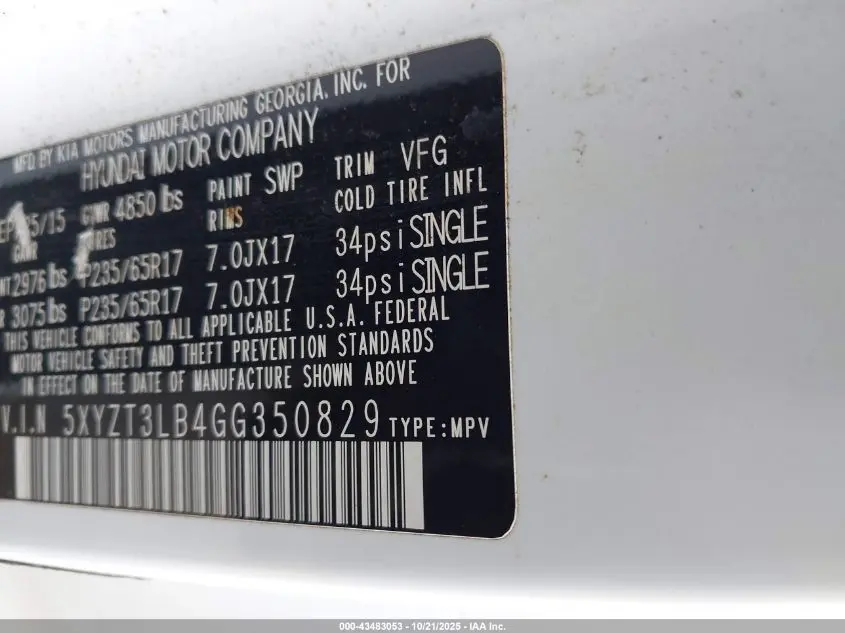 MFD BY KIA MOTORS MANUFACTURING GEORGIA, INC. FOR
HYUNDAI MOTOR COMPANY
GVWR 4850 lbs PAINT SWP TRIM VFG
RIMS COLD TIRE INFL
2976 lbs P235/65R17 7.0JX17 34psi SINGLE
3075 lbs P235/65R17 7.0JX17 34psi SINGLE
THIS VEHICLE CONFORMS TO ALL APPLICABLE U.S.A. FEDERAL
MOTOR VEHICLE SAFETY AND THEFT PREVENTION STANDARDS
IN EFFECT ON THE DATE OF MANUFACTURE SHOWN ABOVE
V.I.N 5XYZT3LB4GG350829 TYPE:MPV
000-43483053 - 10/21/2025 - IAA Inc.